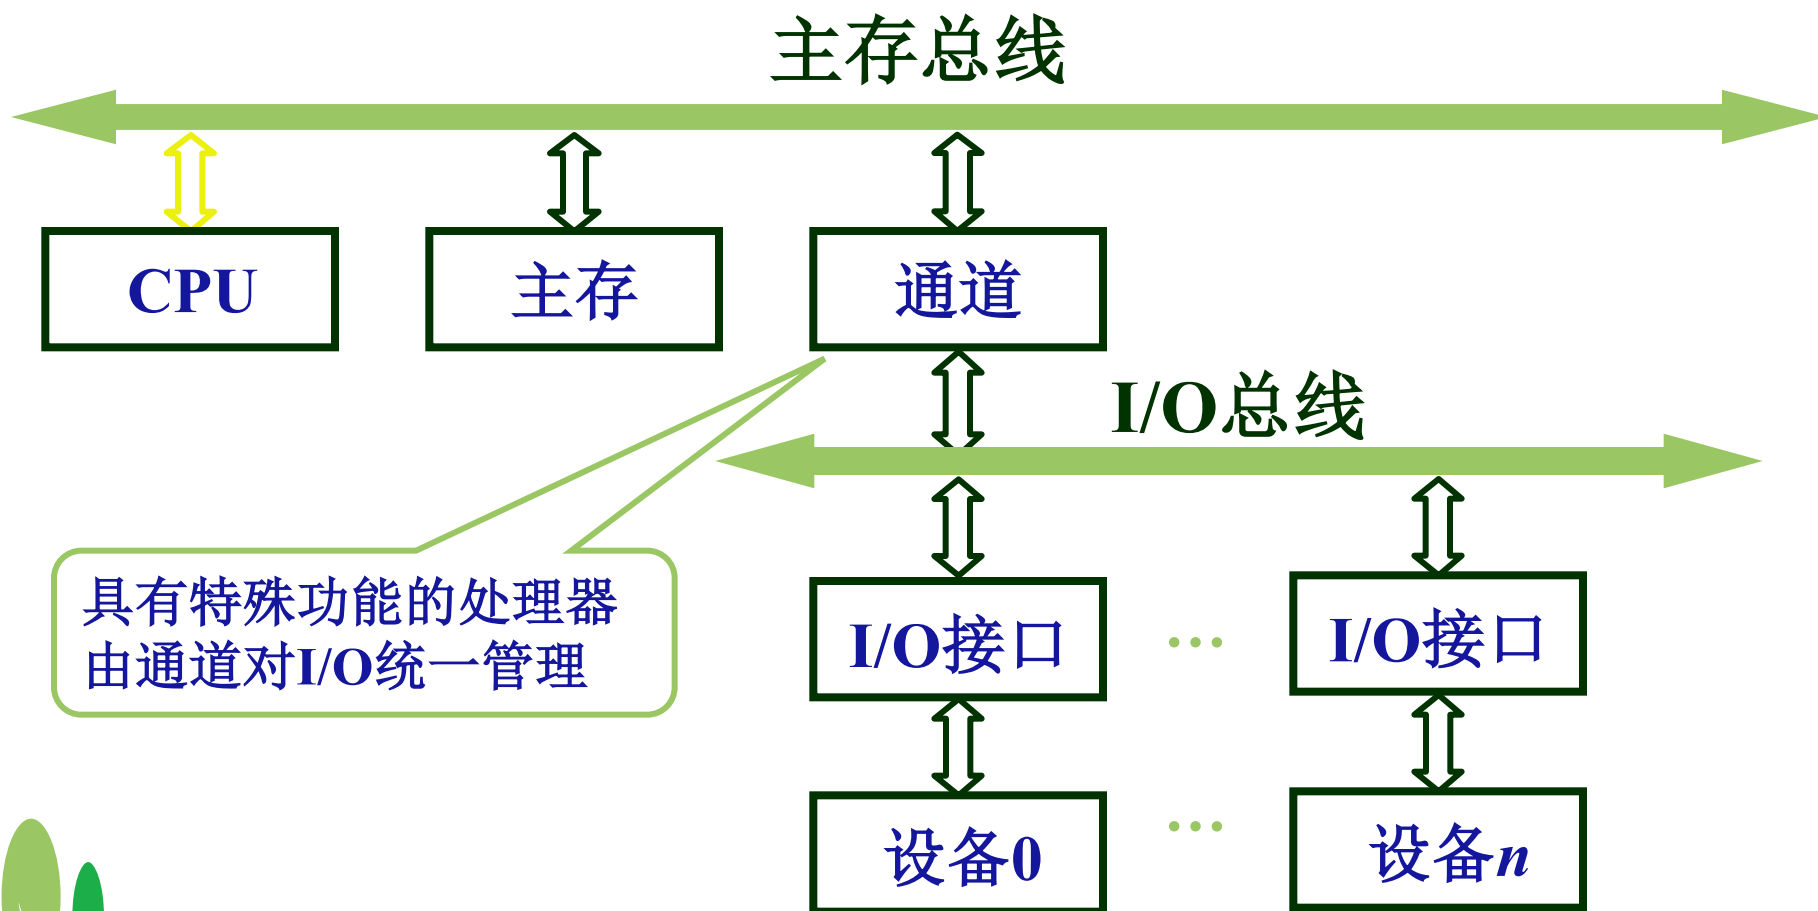 主存总线
CPU
主存
通道
I/O总线
具有特殊功能的处理器
由通道对I/O统一管理
I/O接口
…
I/O接口
设备0
…
设备n